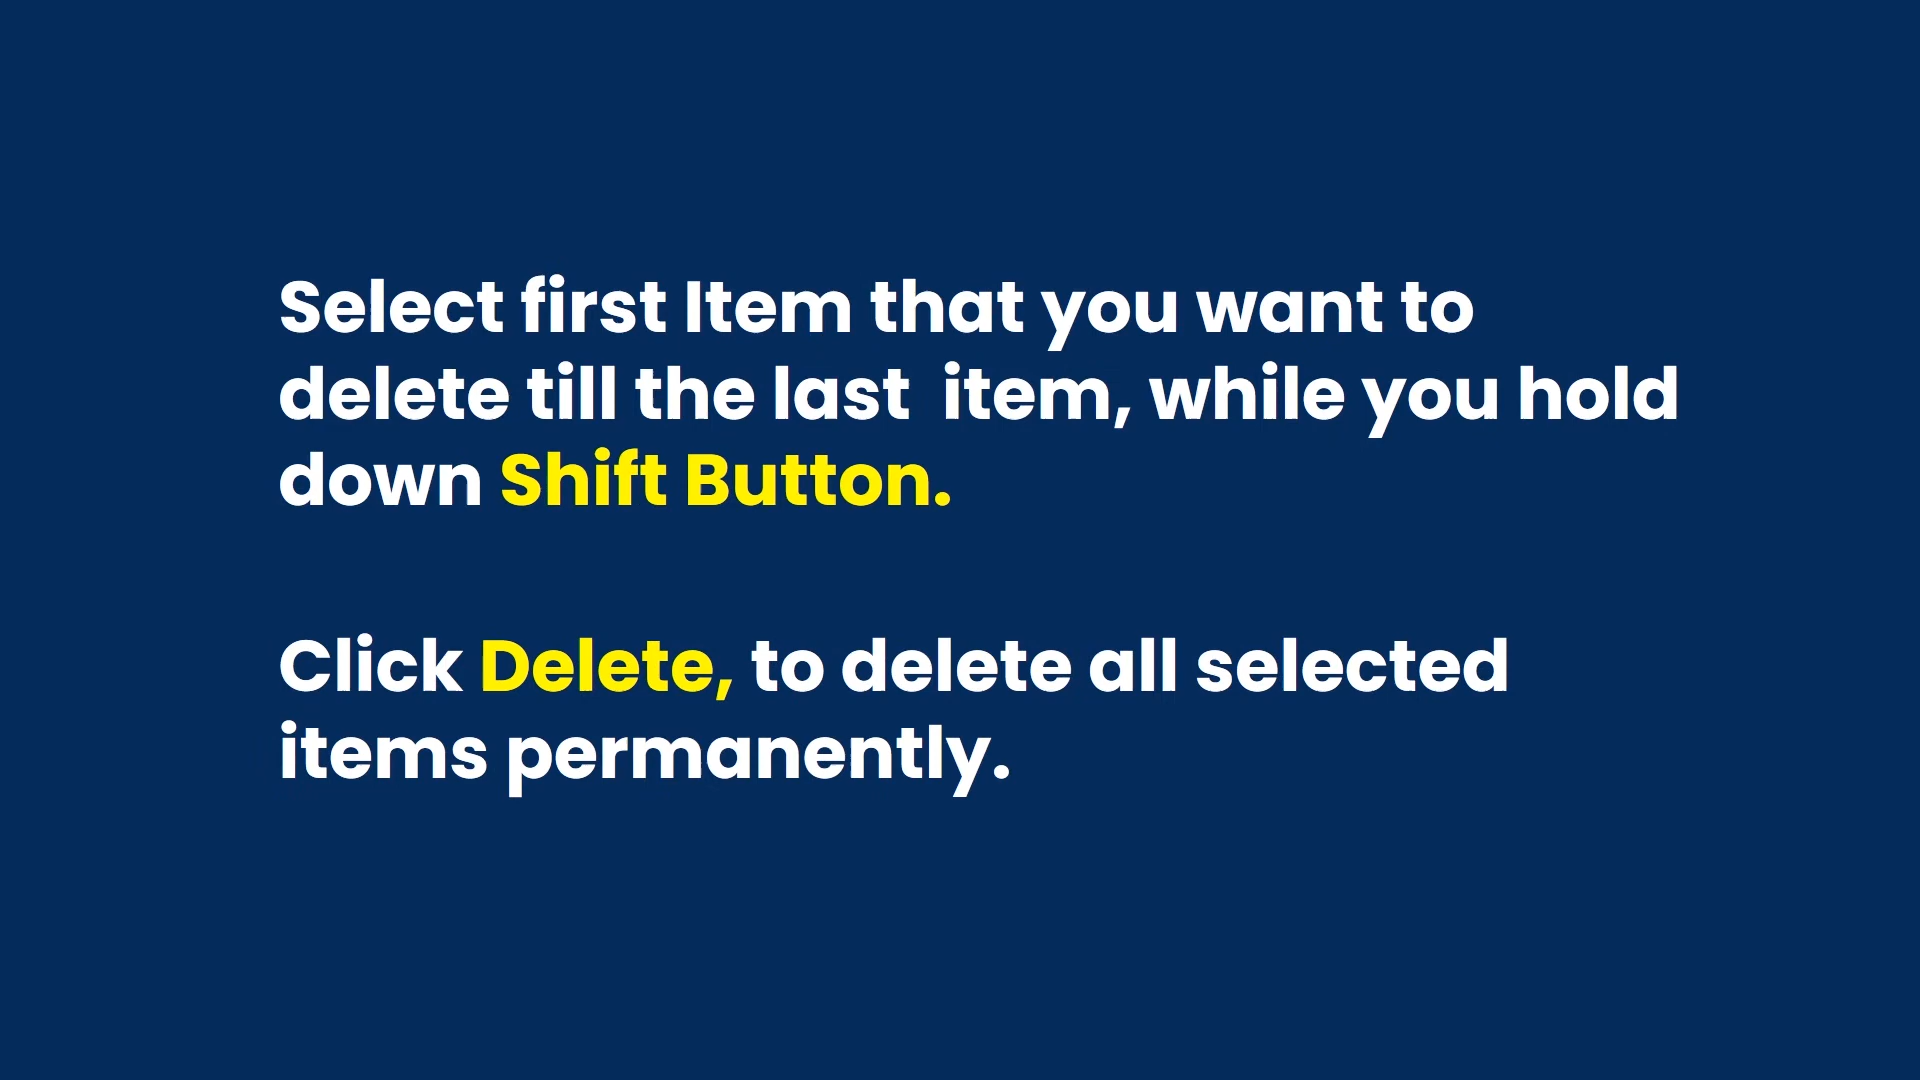 Select first Item that you want to
delete till the last  item, while you hold
down Shift Button.
Click Delete, to delete all selected
items permanently.